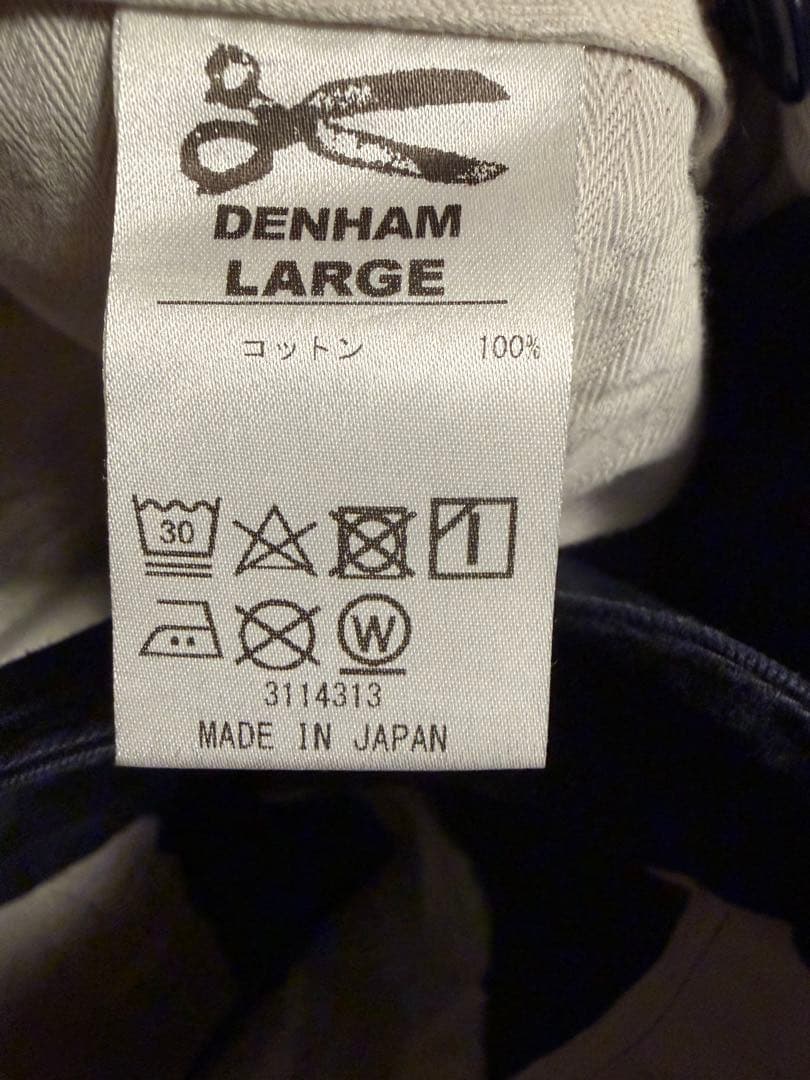 DENHAM
LARGE
コットン 100%
30
W
3114313
MADE IN JAPAN